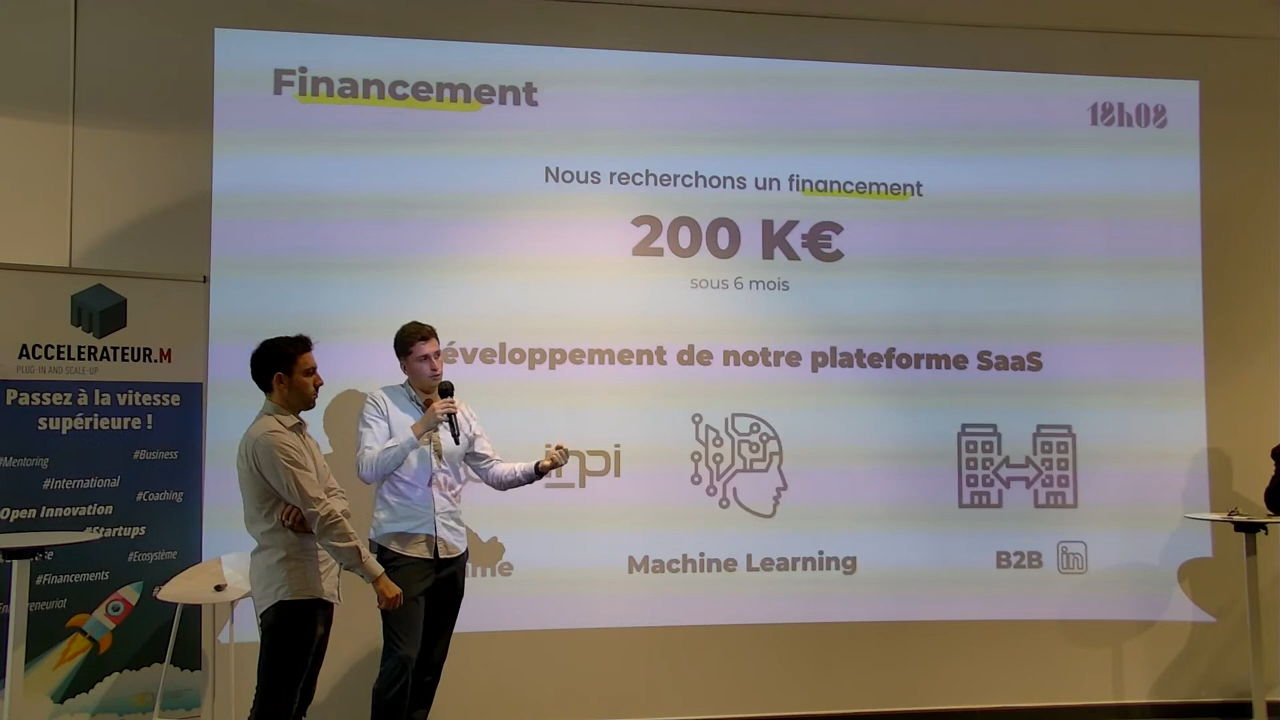 Financement
18h08
Nous recherchons un financement
200 K€
sous 6 mois
éveloppement de notre plateforme SaaS
inpi
Machine Learning
B2B in
ACCELERATEUR.M
PLUG-IN AND SCALE-UP
Passez à la vitesse
supérieure !
#Mentoring
#Business
#International
#Coaching
Open Innovation
#Startups
#Ecosystème
#Financements